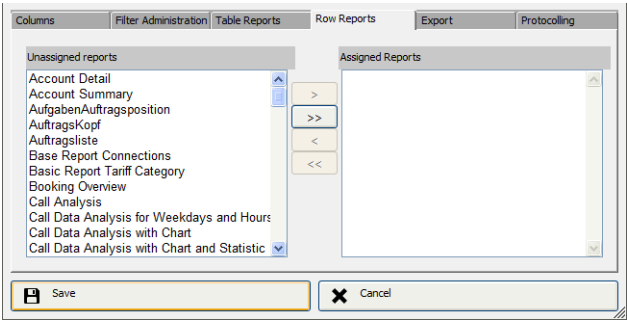 Columns
Filter Administration
Table Reports
Row Reports
Export
Protocolling
Unassigned reports
Assigned Reports
Account Detail
Account Summary
AufgabenAuftragsposition
AuftragsKopf
Auftragsliste
Base Report Connections
Basic Report Tariff Category
Booking Overview
Call Analysis
Call Data Analysis for Weekdays and Hours
Call Data Analysis with Chart
Call Data Analysis with Chart and Statistic
>
>>
<
<<
Save
Cancel